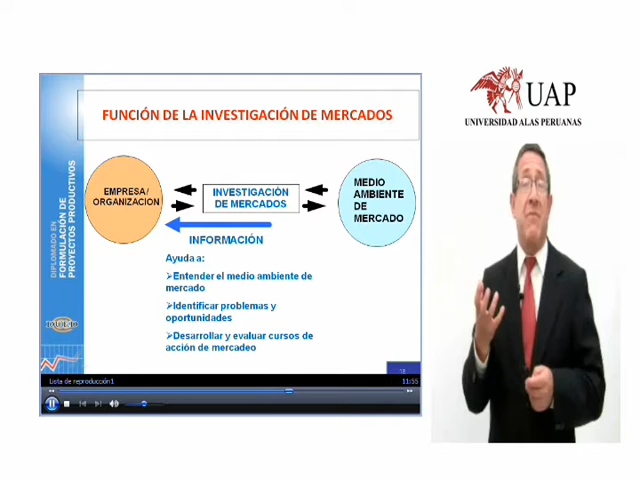 FUNCIÓN DE LA INVESTIGACIÓN DE MERCADOS
EMPRESA/
ORGANIZACION
INVESTIGACIÓN
DE MERCADOS
MEDIO
AMBIENTE
DE
MERCADO
INFORMACIÓN
Ayuda a:
Entender el medio ambiente de
mercado
Identificar problemas y
oportunidades
Desarrollar y evaluar cursos de
acción de mercadeo
DIPLOMADO EN
FORMULACIÓN DE
PROYECTOS PRODUCTIVOS
Lista de reproducción1
11:55
UAP
UNIVERSIDAD ALAS PERUANAS